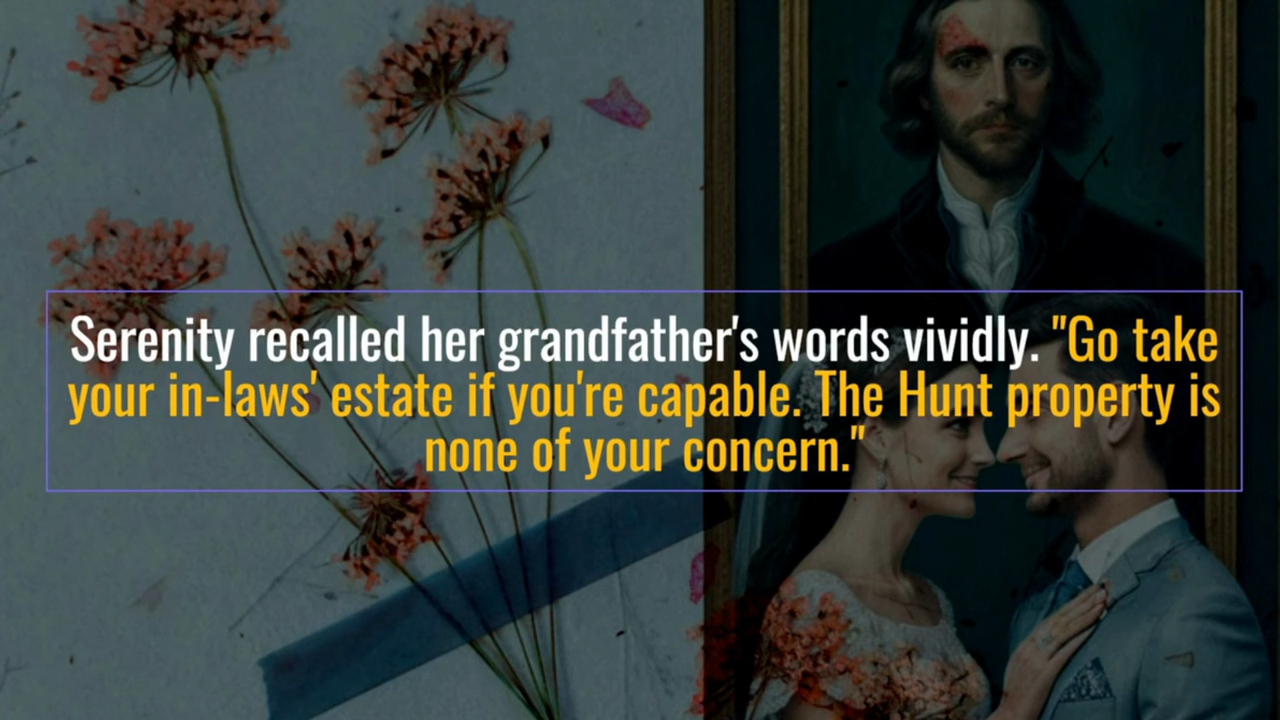 Serenity recalled her grandfather's words vividly. "Go take
your in-laws' estate if you're capable. The Hunt property is
none of your concern."